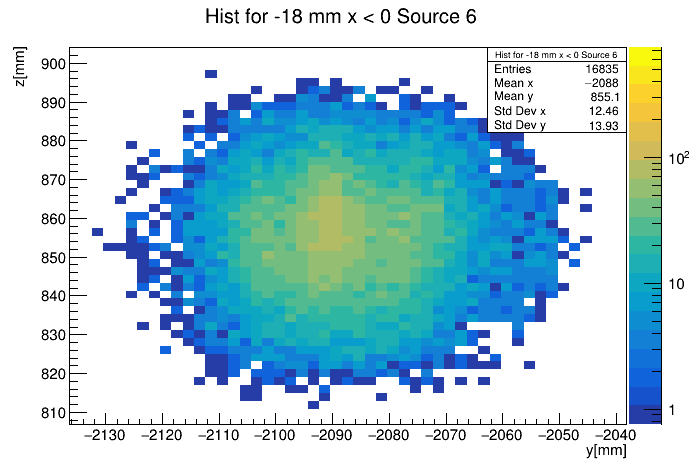 Hist for -18 mm x < 0 Source 6
z[mm]
900
890
880
870
860
850
840
830
820
810
Hist for -18 mm x < 0 Source 6
Entries 16835
Mean x −2088
Mean y 855.1
Std Dev x 12.46
Std Dev y 13.93
10²
10
1
−2130 −2120 −2110 −2100 −2090 −2080 −2070 −2060 −2050 −2040
y[mm]